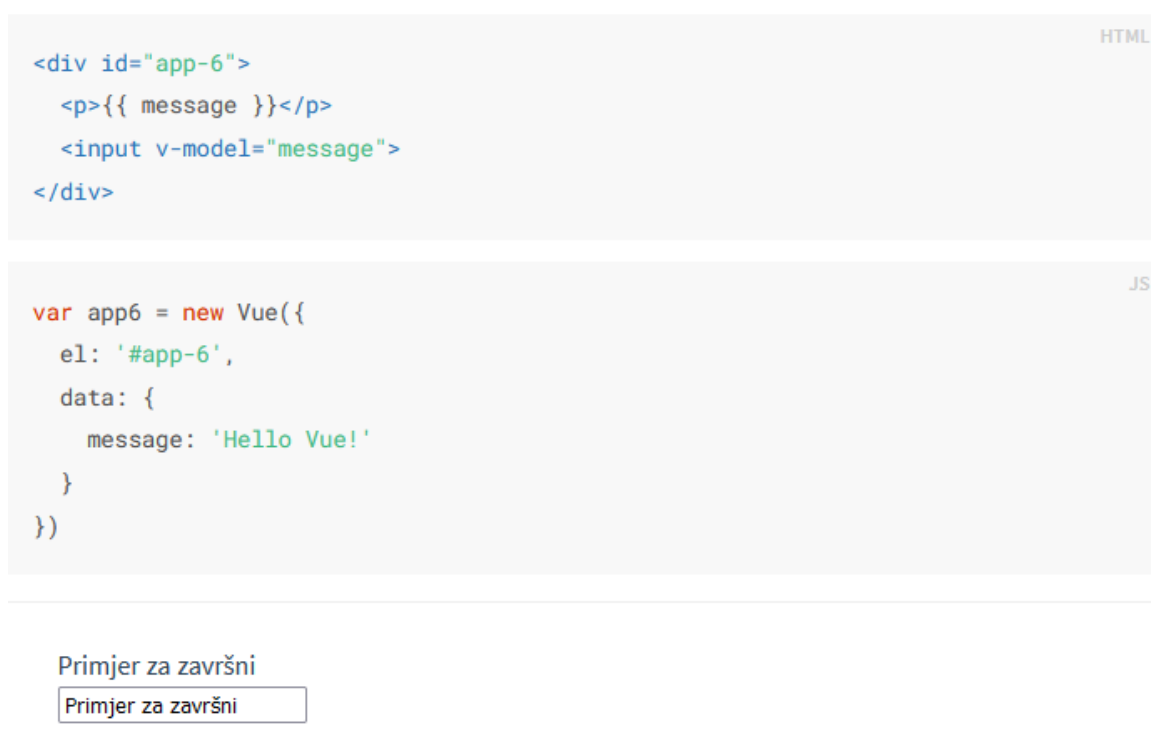 HTML
<div id="app-6">
  <p>{{ message }}</p>
  <input v-model="message">
</div>
JS
var app6 = new Vue({
  el: '#app-6',
  data: {
    message: 'Hello Vue!'
  }
})
Primjer za završni
Primjer za završni